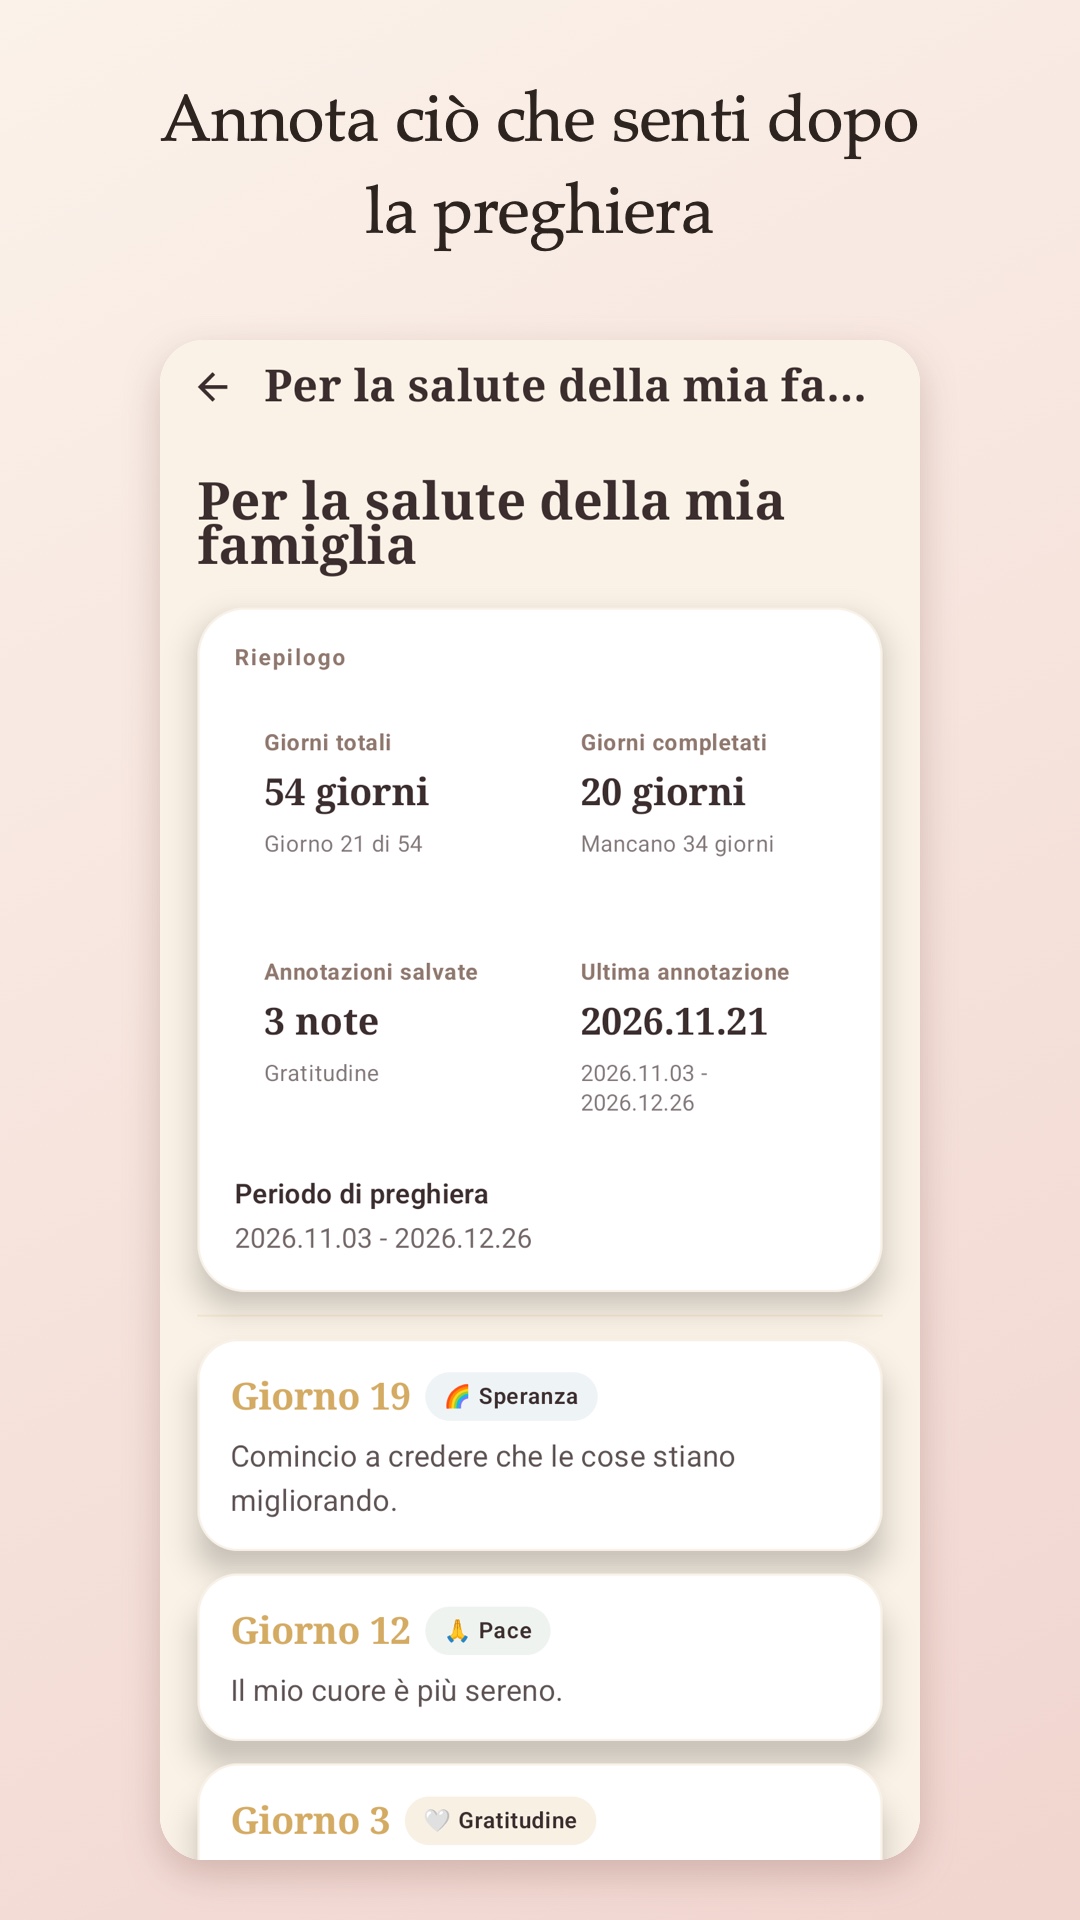 Annota ciò che senti dopo
la preghiera
Per la salute della mia fa...
Per la salute della mia
famiglia
Riepilogo
Giorni totali
54 giorni
Giorno 21 di 54
Giorni completati
20 giorni
Mancano 34 giorni
Annotazioni salvate
3 note
Gratitudine
Ultima annotazione
2026.11.21
2026.11.03 -
2026.12.26
Periodo di preghiera
2026.11.03 - 2026.12.26
Giorno 19
🌈 Speranza
Comincio a credere che le cose stiano
migliorando.
Giorno 12
🙏 Pace
Il mio cuore è più sereno.
Giorno 3
🤍 Gratitudine